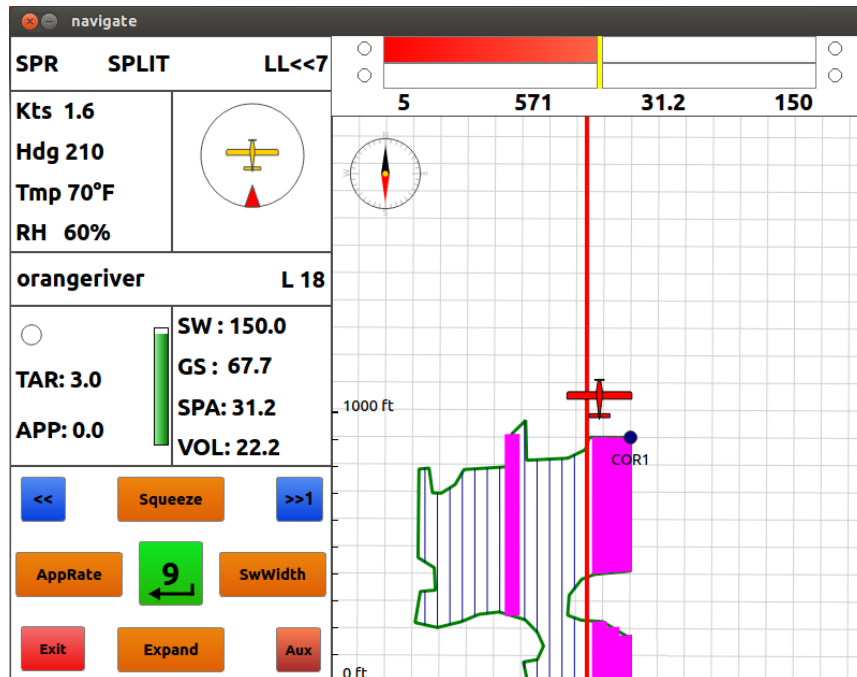 navigate
SPR SPLIT LL<<7
5 571 31.2 150
Kts 1.6
Hdg 210
Tmp 70°F
RH 60%
N
W E
S
orangeriver L 18
TAR: 3.0
APP: 0.0
SW : 150.0
GS : 67.7
SPA: 31.2
VOL: 22.2
1000 ft
COR1
0 ft
<< Squeeze >>1
AppRate 9 SwWidth
Exit Expand Aux